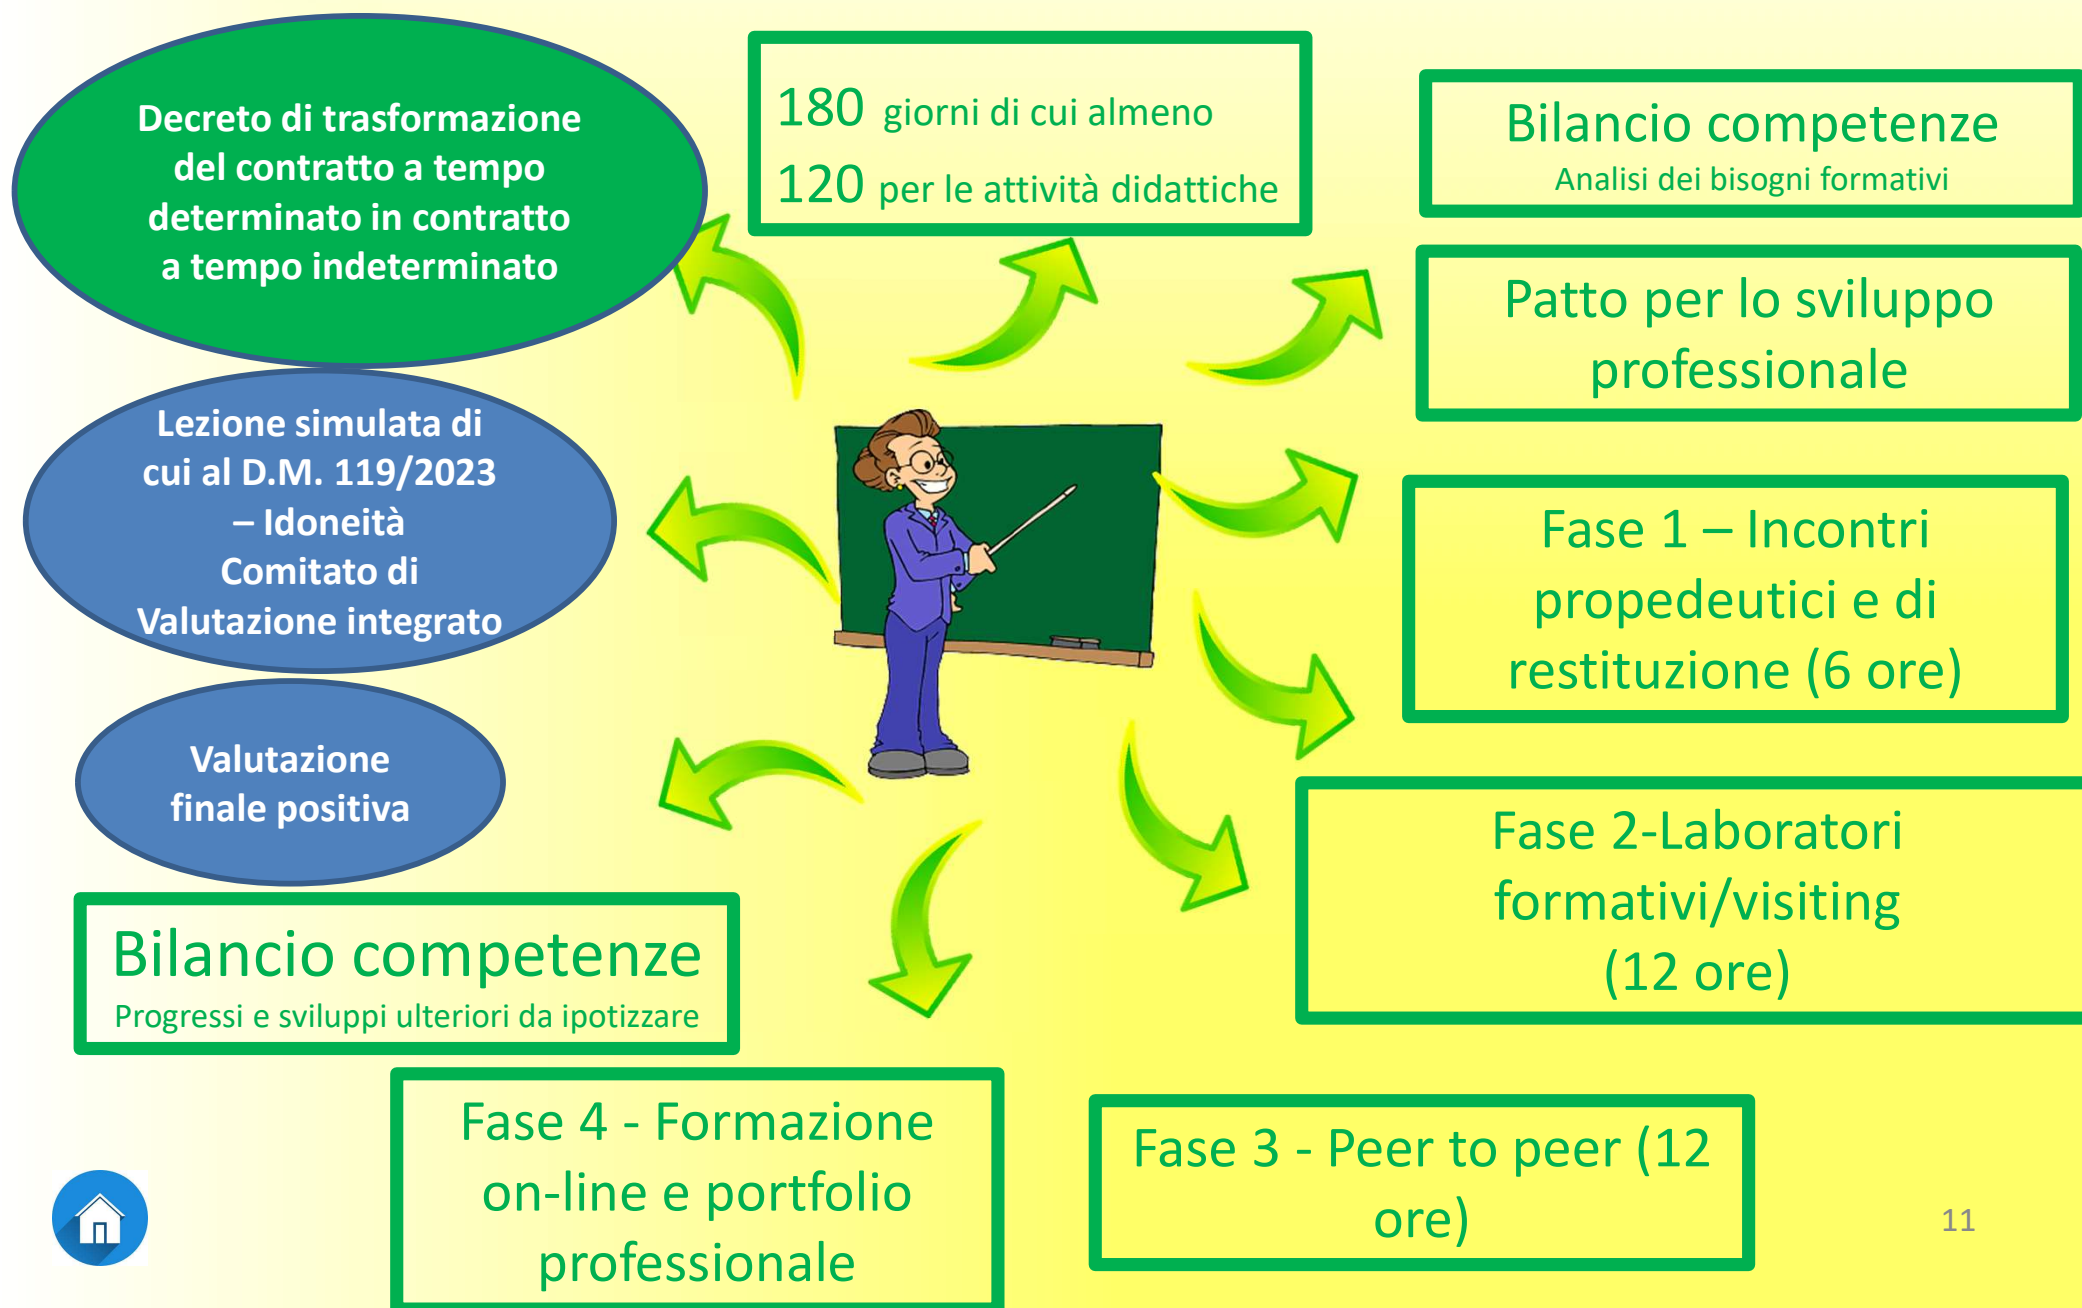 Decreto di trasformazione
del contratto a tempo
determinato in contratto
a tempo indeterminato
180 giorni di cui almeno
120 per le attività didattiche
Bilancio competenze
Analisi dei bisogni formativi
Patto per lo sviluppo
professionale
Lezione simulata di
cui al D.M. 119/2023
– Idoneità
Comitato di
Valutazione integrato
Fase 1 – Incontri
propedeutici e di
restituzione (6 ore)
Valutazione
finale positiva
Fase 2-Laboratori
formativi/visiting
(12 ore)
Bilancio competenze
Progressi e sviluppi ulteriori da ipotizzare
Fase 4 - Formazione
on-line e portfolio
professionale
Fase 3 - Peer to peer (12
ore)
11